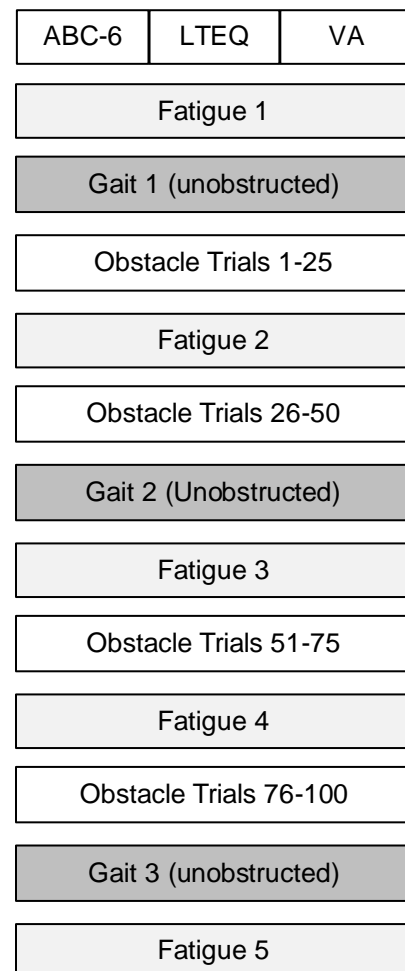 ABC-6 LTEQ VA
Fatigue 1
Gait 1 (unobstructed)
Obstacle Trials 1-25
Fatigue 2
Obstacle Trials 26-50
Gait 2 (Unobstructed)
Fatigue 3
Obstacle Trials 51-75
Fatigue 4
Obstacle Trials 76-100
Gait 3 (unobstructed)
Fatigue 5